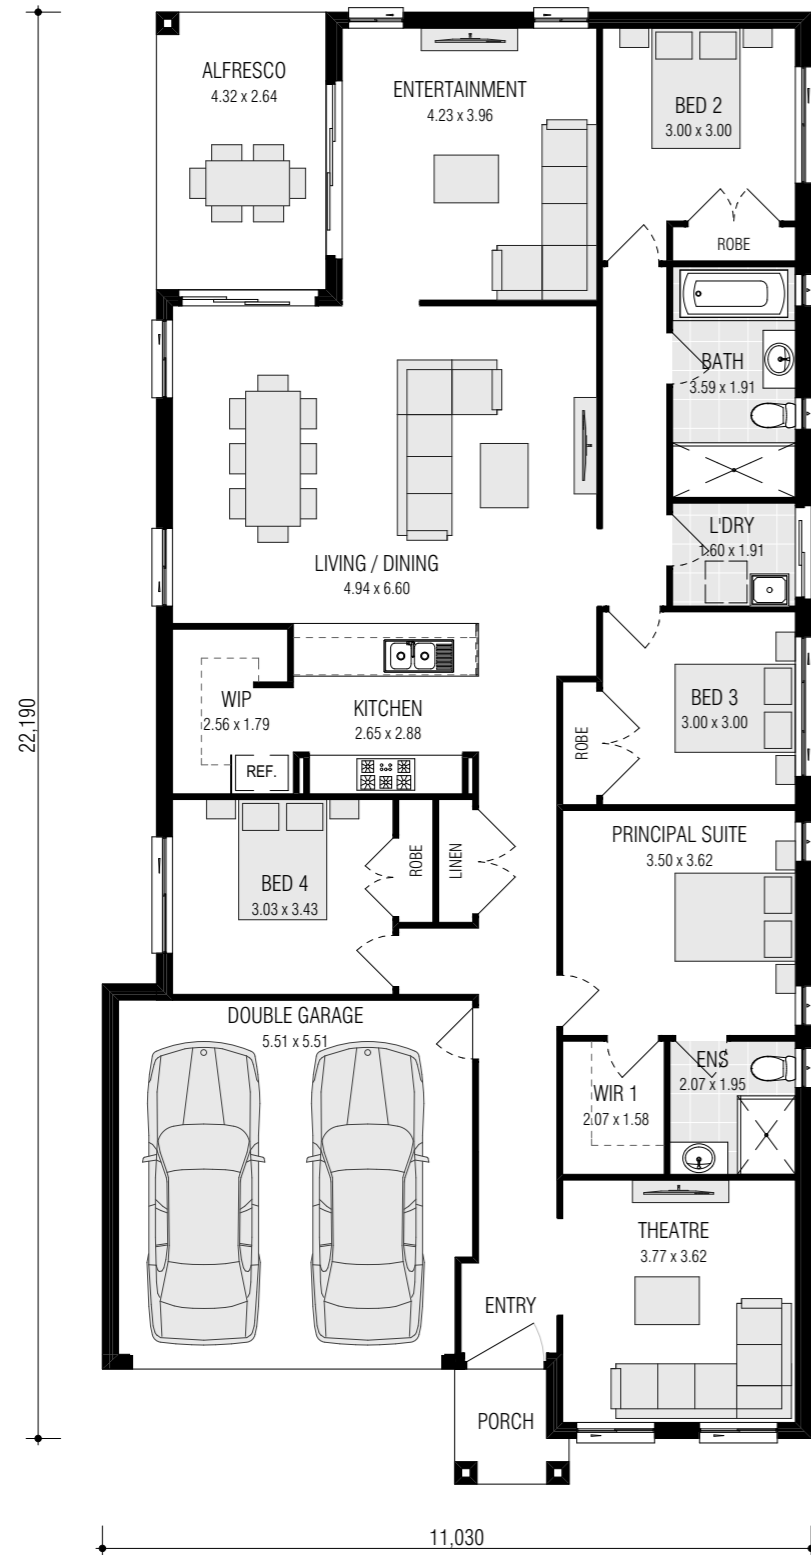 ALFRESCO
4.32 x 2.64
ENTERTAINMENT
4.23 x 3.96
BED 2
3.00 x 3.00
ROBE
BATH
3.59 x 1.91
L'DRY
1.60 x 1.91
LIVING / DINING
4.94 x 6.60
WIP
2.56 x 1.79
REF.
KITCHEN
2.65 x 2.88
ROBE
BED 3
3.00 x 3.00
22,190
BED 4
3.03 x 3.43
ROBE
LINEN
PRINCIPAL SUITE
3.50 x 3.62
DOUBLE GARAGE
5.51 x 5.51
WIR 1
2.07 x 1.58
ENS
2.07 x 1.95
THEATRE
3.77 x 3.62
ENTRY
PORCH
11,030